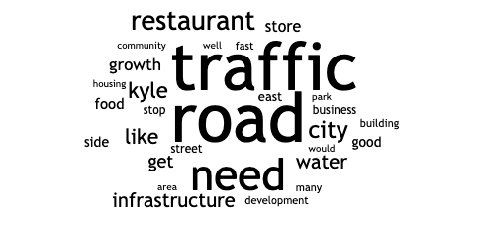 restaurant store
community well fast
growth traffic
housing kyle
east park
food stop road business
city building
side like street would good
get need water
area many
infrastructure development